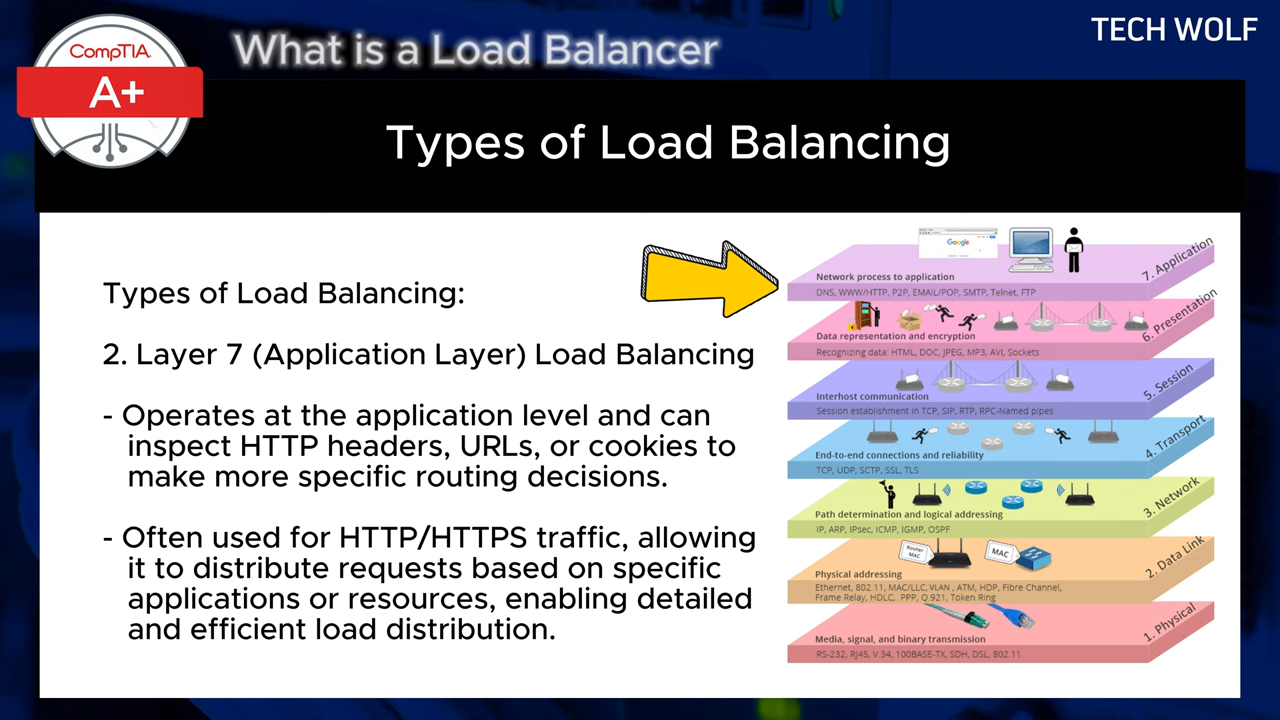 CompTIA.
A+
What is a Load Balancer
TECH WOLF
Types of Load Balancing
Types of Load Balancing:
2. Layer 7 (Application Layer) Load Balancing
- Operates at the application level and can
inspect HTTP headers, URLs, or cookies to
make more specific routing decisions.
- Often used for HTTP/HTTPS traffic, allowing
it to distribute requests based on specific
applications or resources, enabling detailed
and efficient load distribution.
Google
Network process to application
7. Application
DNS, WWW/HTTP, P2P, EMAIL/POP, SMTP, Telnet, FTP
Data representation and encryption
6. Presentation
Recognizing data: HTML, DOC, JPEG, MP3, AVI, Sockets
Interhost communication
5. Session
Session establishment in TCP, SIP, RTP, RPC-Named pipes
End-to-end connections and reliability
4. Transport
TCP, UDP, SCTP, SSL, TLS
Path determination and logical addressing
3. Network
IP, ARP, IPsec, ICMP, IGMP, OSPF
Router
MAC
MAC
Physical addressing
2. Data Link
Ethernet, 802.11, MAC/LLC, VLAN , ATM, HDP, Fibre Channel,
Frame Relay, HDLC, PPP, Q.921, Token Ring
Media, signal, and binary transmission
1. Physical
RS-232, RJ45, V.34, 100BASE-TX, SDH, DSL, 802.11